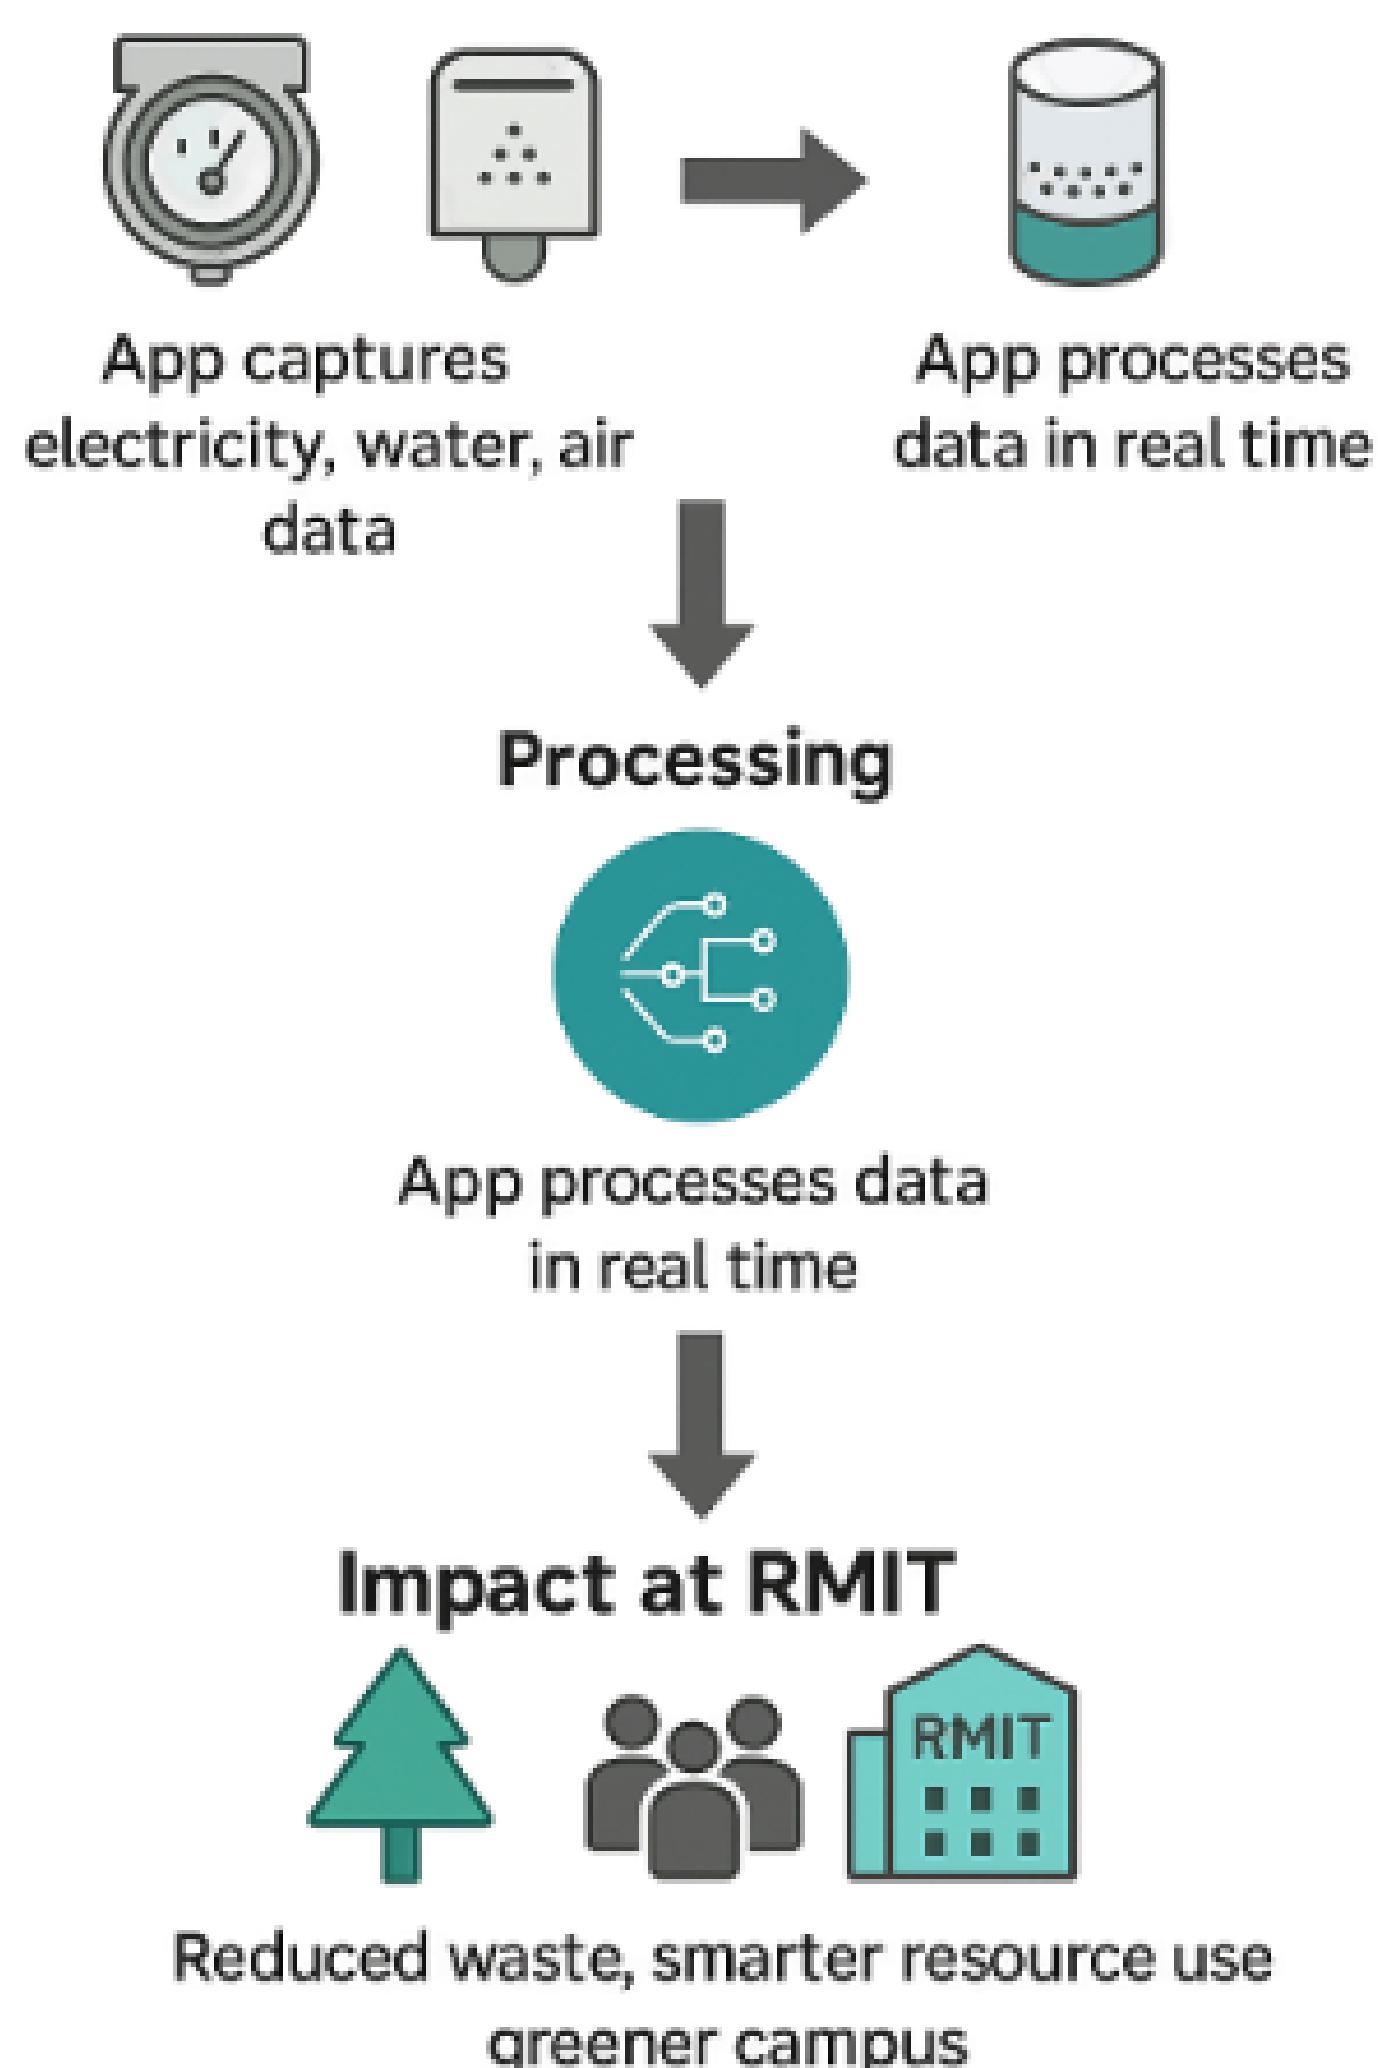 App captures
electricity, water, air
data
App processes
data in real time
Processing
App processes data
in real time
Impact at RMIT
RMIT
Reduced waste, smarter resource use
greener campus